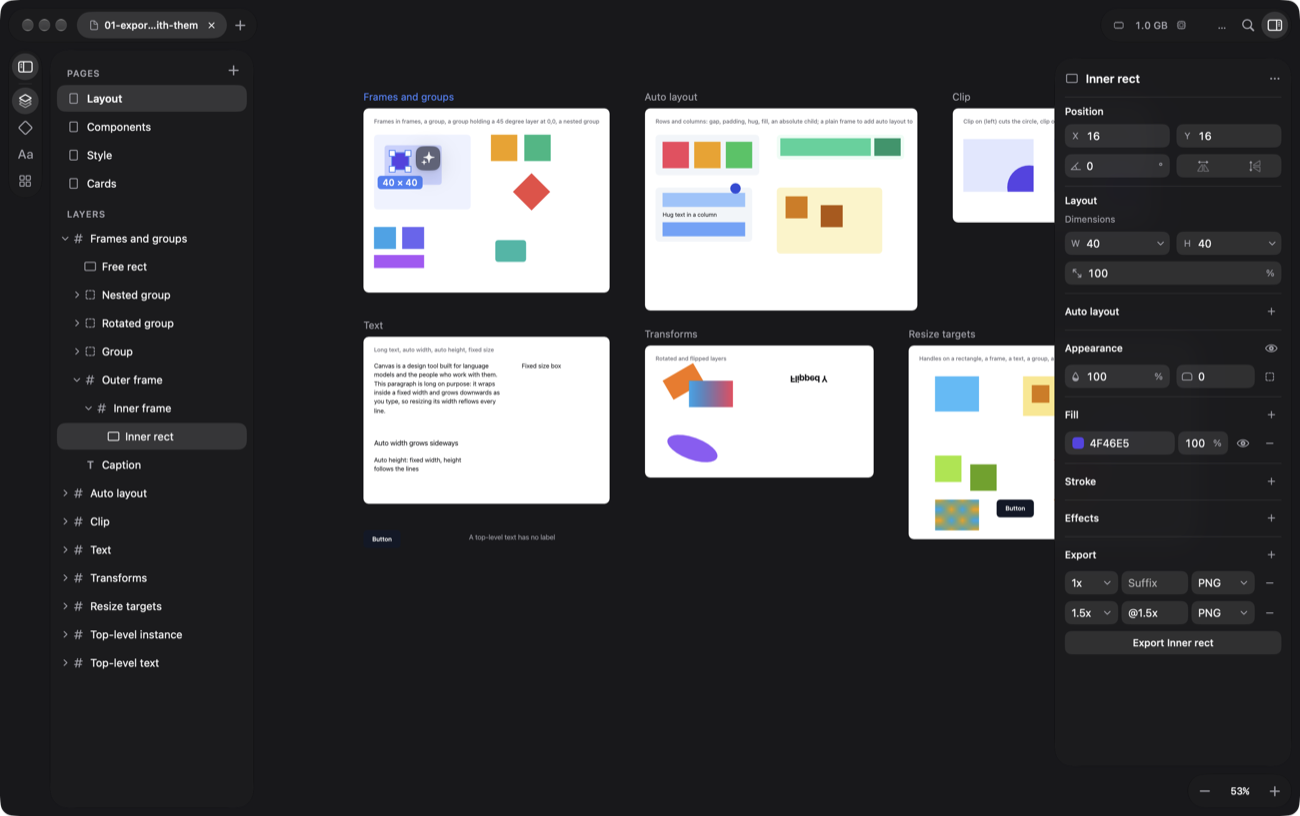 01-expor...ith-them
1.0 GB
...
PAGES
Layout
Components
Style
Cards
LAYERS
Frames and groups
Free rect
Nested group
Rotated group
Group
Outer frame
Inner frame
Inner rect
Caption
Auto layout
Clip
Text
Transforms
Resize targets
Top-level instance
Top-level text
Aa
Frames and groups
Frames in frames, a group, a group holding a 45 degree layer at 0,0, a nested group
40 × 40
Auto layout
Rows and columns: gap, padding, hug, fill, an absolute child; a plain frame to add auto layout to
Hug text in a column
Clip
Clip on (left) cuts the circle, clip o
Text
Long text, auto width, auto height, fixed size
Canvas is a design tool built for language
models and the people who work with them.
This paragraph is long on purpose: it wraps
inside a fixed width and grows downwards as
you type, so resizing its width reflows every
line.
Fixed size box
Auto width grows sideways
Auto height: fixed width, height
follows the lines
Transforms
Rotated and flipped layers
Flipped Y
Resize targets
Handles on a rectangle, a frame, a text, a group, a
Button
Button
A top-level text has no label
Inner rect
Position
X 16
Y 16
0 °
Layout
Dimensions
W 40
H 40
100 %
Auto layout
Appearance
100 %
0
Fill
4F46E5
100 %
Stroke
Effects
Export
1x
Suffix
PNG
1.5x
@1.5x
PNG
Export Inner rect
53%